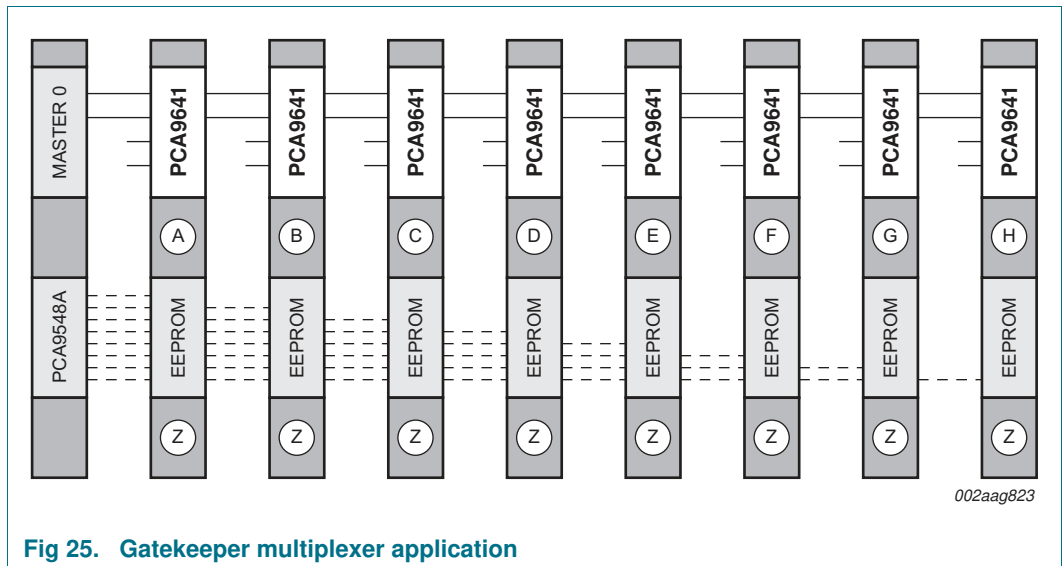 MASTER 0
PCA9641
PCA9641
PCA9641
PCA9641
PCA9641
PCA9641
PCA9641
PCA9641
A
B
C
D
E
F
G
H
PCA9548A
EEPROM
EEPROM
EEPROM
EEPROM
EEPROM
EEPROM
EEPROM
EEPROM
Z
Z
Z
Z
Z
Z
Z
Z
002aag823
Fig 25. Gatekeeper multiplexer application